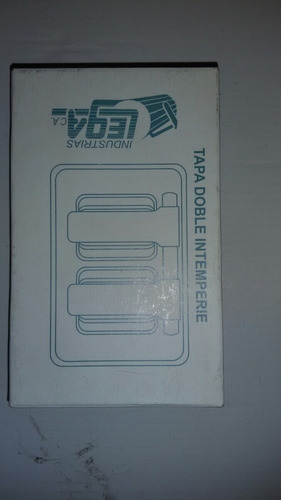 INDUSTRIAS
LEGA C.A.
TAPA DOBLE INTEMPERIE